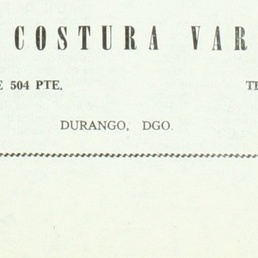 COSTURA VAR
504 PTE.
DURANGO, DGO.